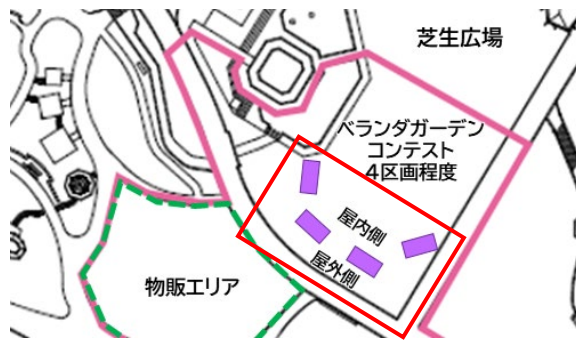 芝生広場
ベランダガーデン
コンテスト
4区画程度
屋内側
屋外側
物販エリア